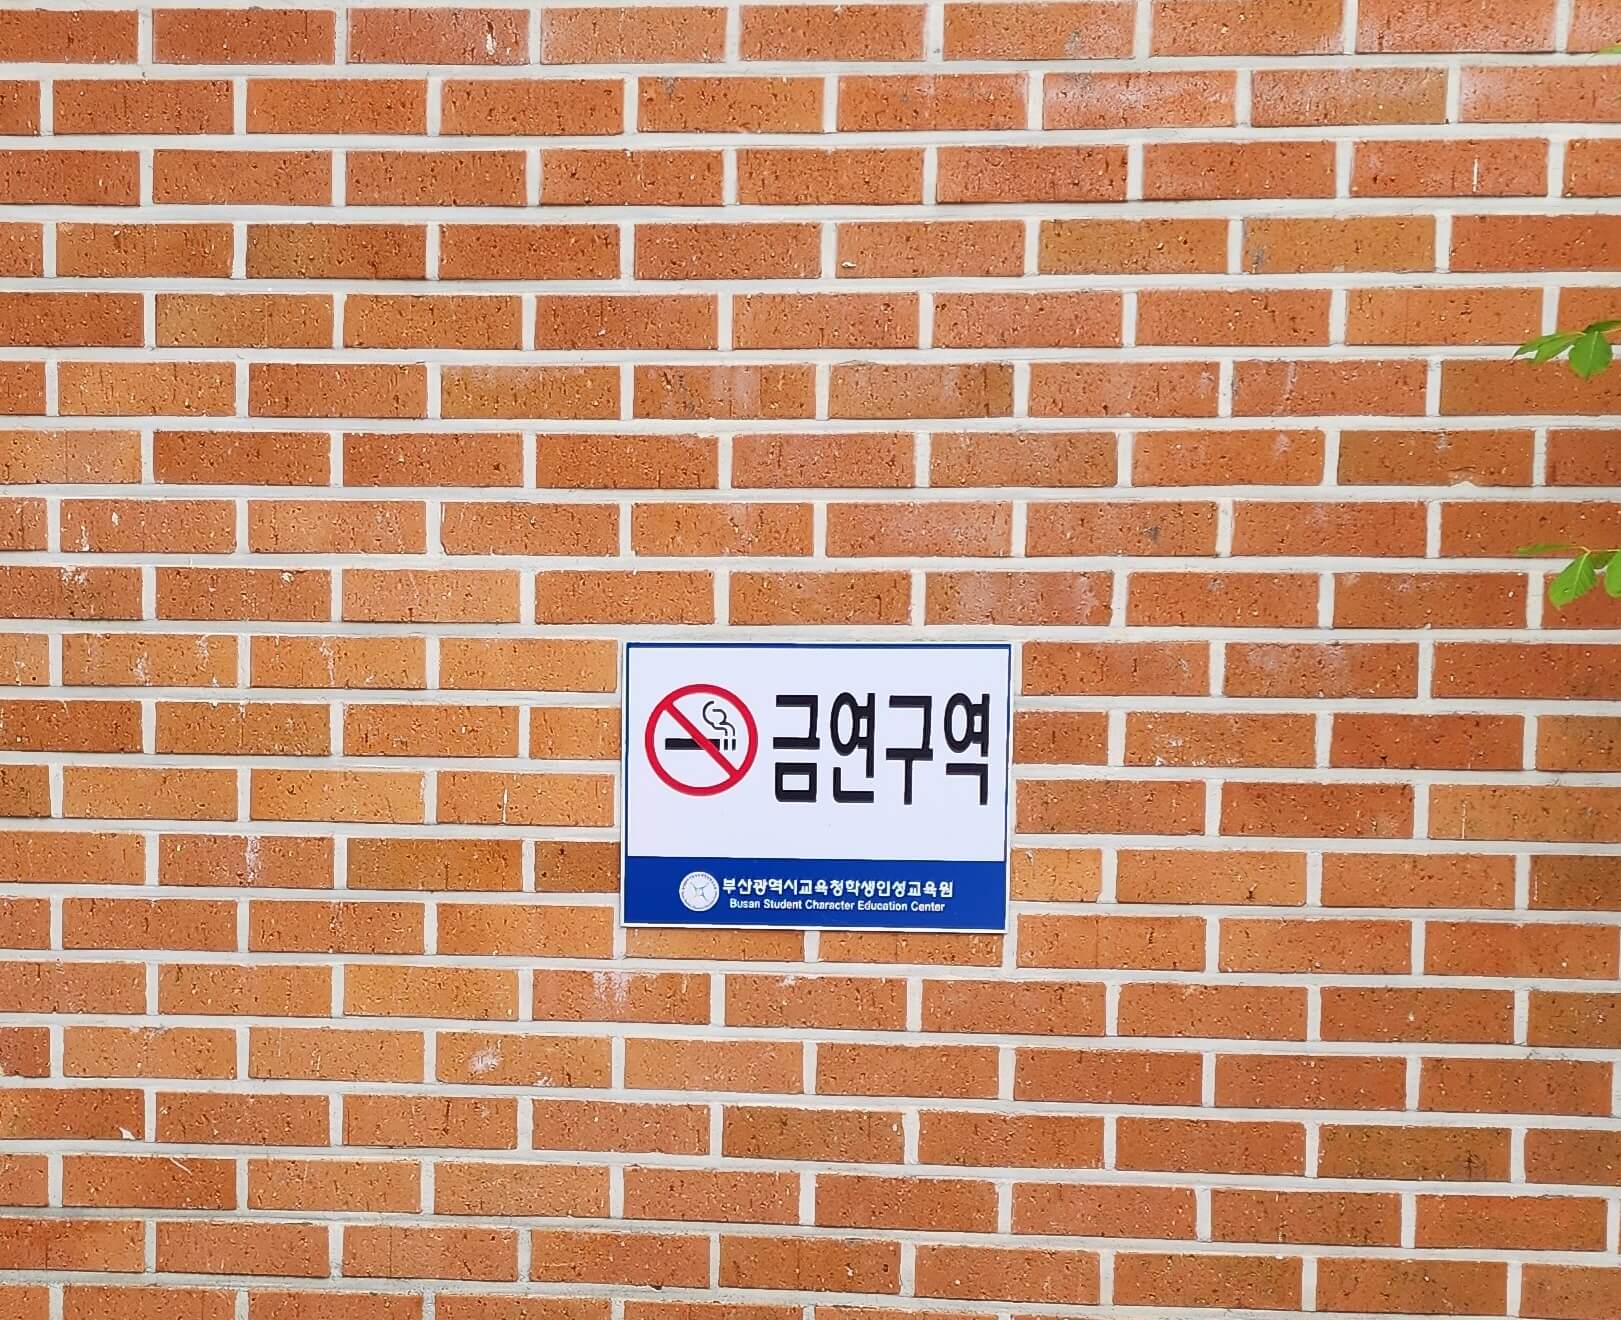 금연구역
부산광역시교육청학생인성교육원
Busan Student Character Education Center